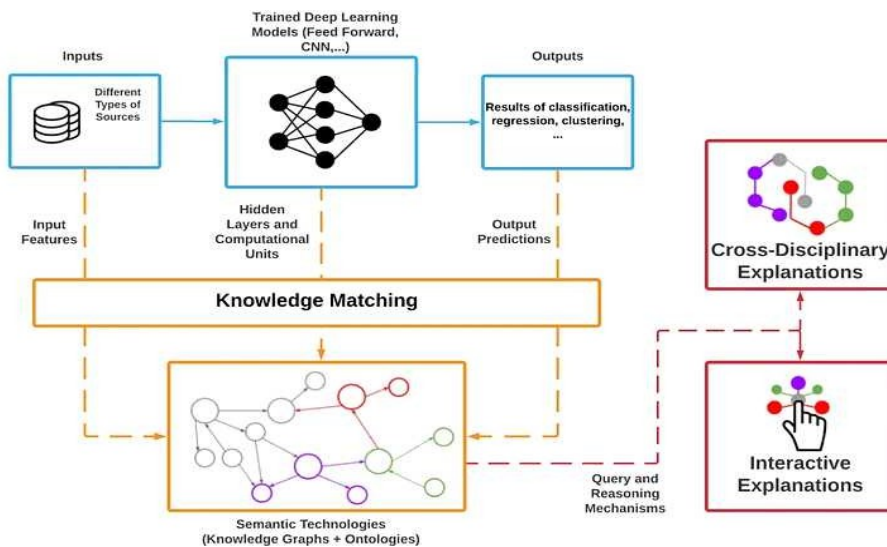 Trained Deep Learning
Models (Feed Forward,
CNN,...)
Inputs
Outputs
Different
Types of
Sources
Results of classification,
regression, clustering,
...
Input
Features
Hidden
Layers and
Computational
Units
Output
Predictions
Knowledge Matching
Cross-Disciplinary
Explanations
Interactive
Explanations
Query and
Reasoning
Mechanisms
Semantic Technologies
(Knowledge Graphs + Ontologies)